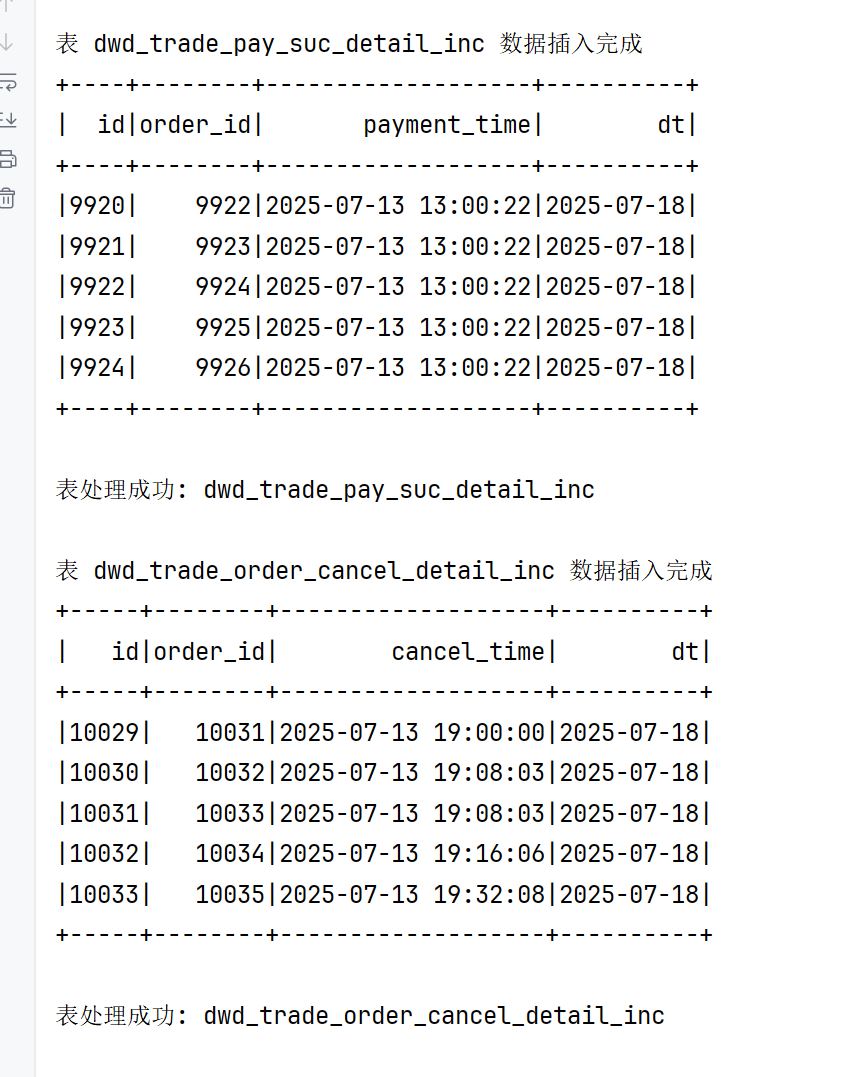 表 dwd_trade_pay_suc_detail_inc 数据插入完成
+----+--------+-------------------+----------+
|  id|order_id|       payment_time|        dt|
+----+--------+-------------------+----------+
|9920|    9922|2025-07-13 13:00:22|2025-07-18|
|9921|    9923|2025-07-13 13:00:22|2025-07-18|
|9922|    9924|2025-07-13 13:00:22|2025-07-18|
|9923|    9925|2025-07-13 13:00:22|2025-07-18|
|9924|    9926|2025-07-13 13:00:22|2025-07-18|
+----+--------+-------------------+----------+
表处理成功: dwd_trade_pay_suc_detail_inc
表 dwd_trade_order_cancel_detail_inc 数据插入完成
+-----+--------+-------------------+----------+
|   id|order_id|        cancel_time|        dt|
+-----+--------+-------------------+----------+
|10029|   10031|2025-07-13 19:00:00|2025-07-18|
|10030|   10032|2025-07-13 19:08:03|2025-07-18|
|10031|   10033|2025-07-13 19:08:03|2025-07-18|
|10032|   10034|2025-07-13 19:16:06|2025-07-18|
|10033|   10035|2025-07-13 19:32:08|2025-07-18|
+-----+--------+-------------------+----------+
表处理成功: dwd_trade_order_cancel_detail_inc